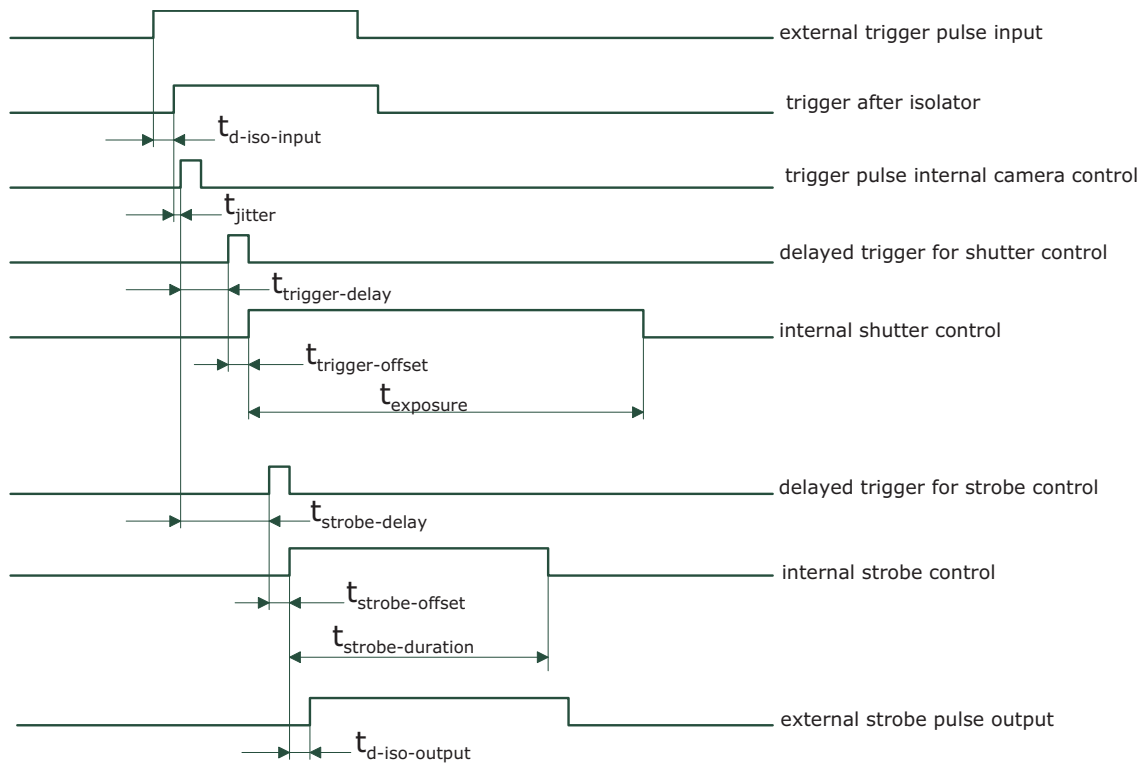 external trigger pulse input
trigger after isolator
td-iso-input
trigger pulse internal camera control
tjitter
delayed trigger for shutter control
ttrigger-delay
internal shutter control
ttrigger-offset
texposure
delayed trigger for strobe control
tstrobe-delay
internal strobe control
tstrobe-offset
tstrobe-duration
external strobe pulse output
td-iso-output